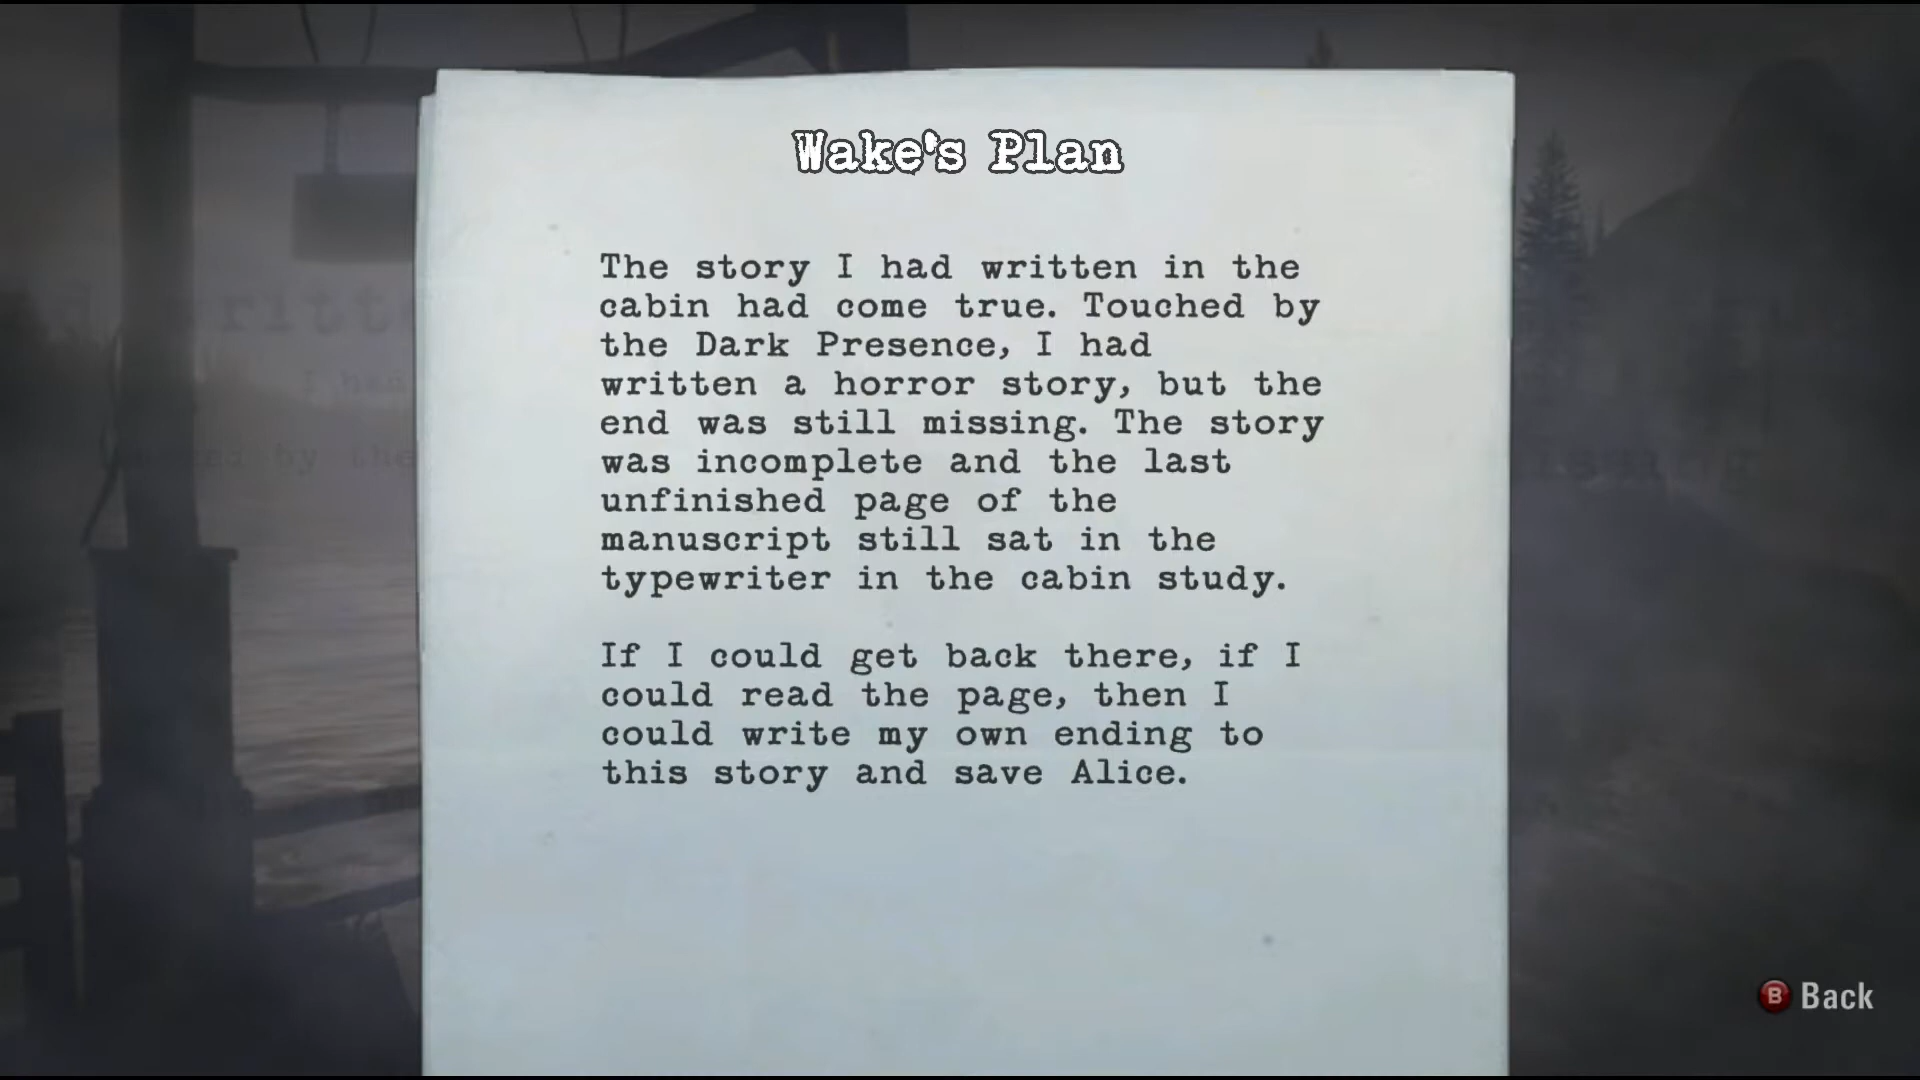 Wake's Plan
The story I had written in the
cabin had come true. Touched by
the Dark Presence, I had
written a horror story, but the
end was still missing. The story
was incomplete and the last
unfinished page of the
manuscript still sat in the
typewriter in the cabin study.
If I could get back there, if I
could read the page, then I
could write my own ending to
this story and save Alice.
B Back